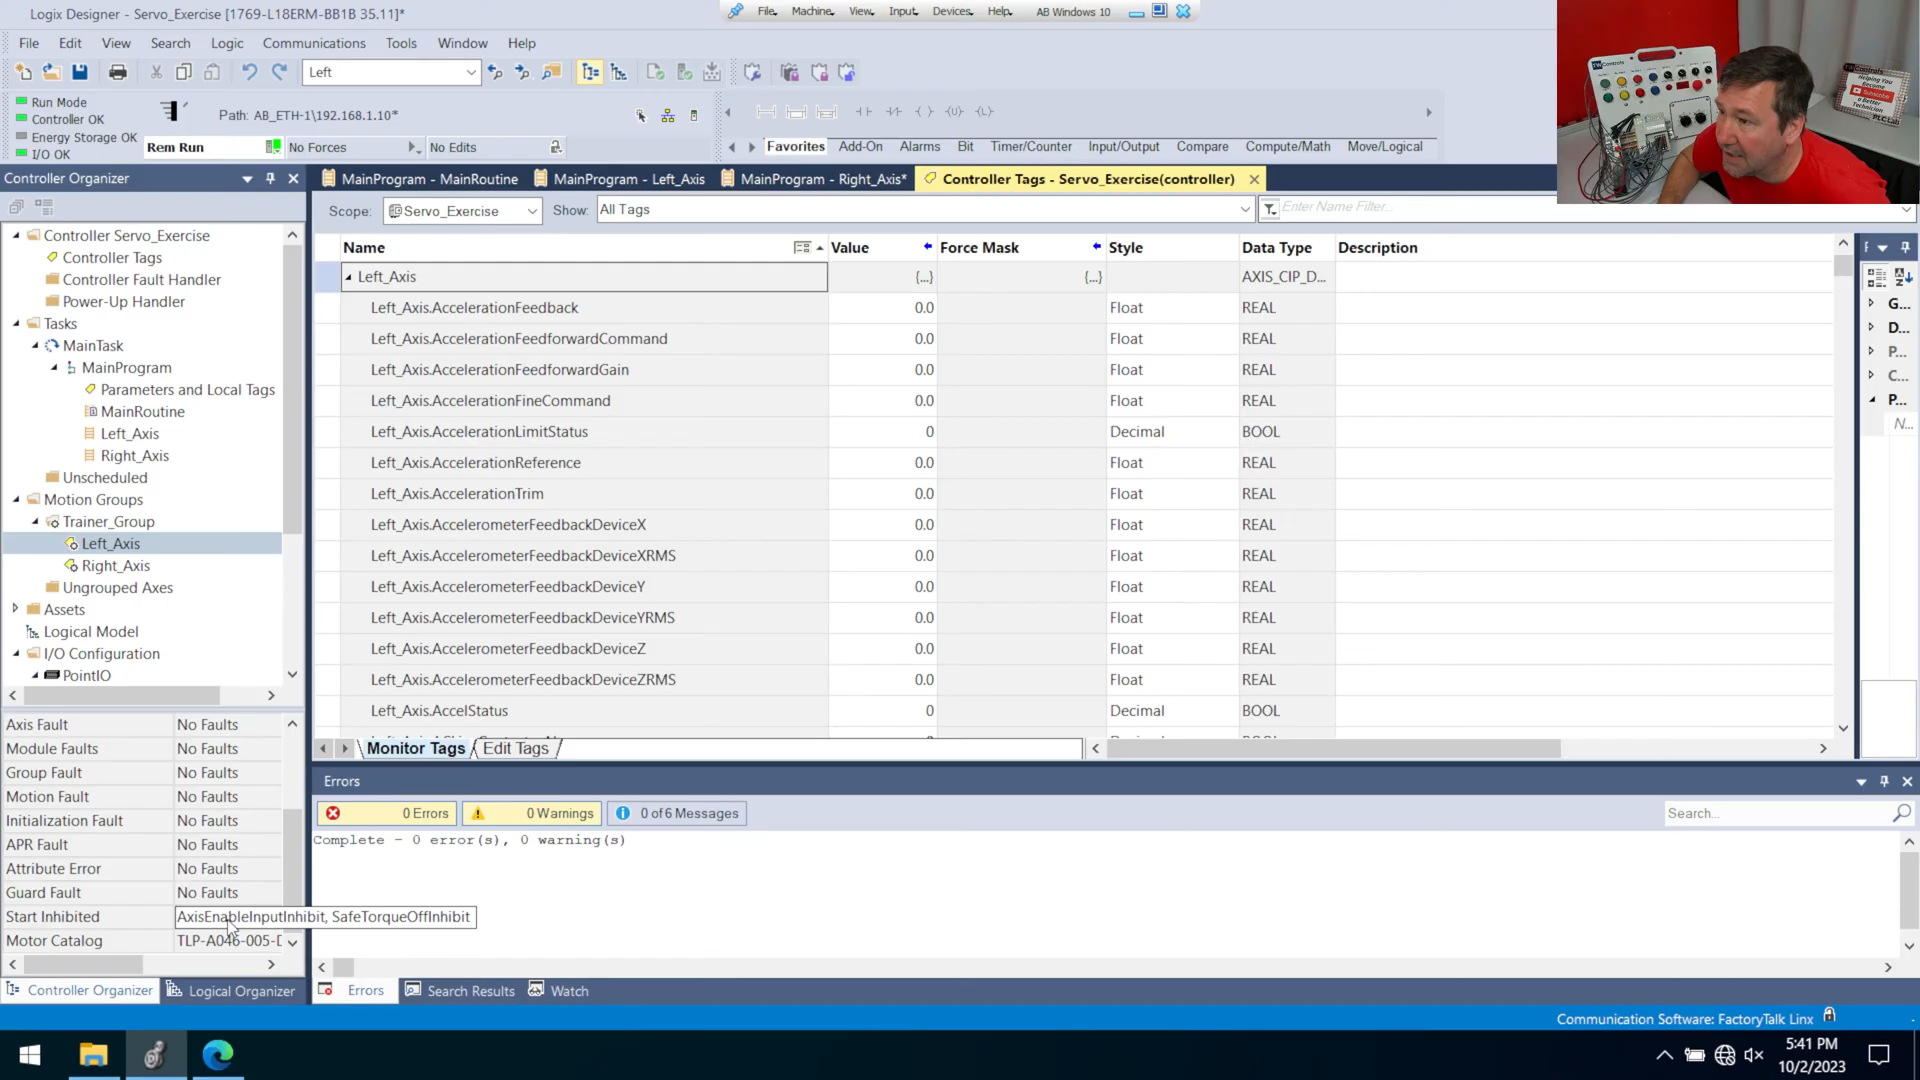 Logix Designer - Servo_Exercise [1769-L18ERM-BB1B 35.11]*
File Machine View Input Devices Help AB Windows 10
File Edit View Search Logic Communications Tools Window Help
Left
Run Mode
Controller OK
Energy Storage OK
I/O OK
Path: AB_ETH-1\192.168.1.10*
Rem Run No Forces No Edits
Favorites Add-On Alarms Bit Timer/Counter Input/Output Compare Compute/Math Move/Logical
TWControls
Helping You
Become
Subscribe
a Better
Technician
PLC Lab
Controller Organizer
MainProgram - MainRoutine MainProgram - Left_Axis MainProgram - Right_Axis* Controller Tags - Servo_Exercise(controller)
Scope: Servo_Exercise Show: All Tags Enter Name Filter...
Controller Servo_Exercise
Controller Tags
Controller Fault Handler
Power-Up Handler
Tasks
MainTask
MainProgram
Parameters and Local Tags
MainRoutine
Left_Axis
Right_Axis
Unscheduled
Motion Groups
Trainer_Group
Left_Axis
Right_Axis
Ungrouped Axes
Assets
Logical Model
I/O Configuration
PointIO
Name Value Force Mask Style Data Type Description
Left_Axis {...} {...} AXIS_CIP_D...
Left_Axis.AccelerationFeedback 0.0 Float REAL
Left_Axis.AccelerationFeedforwardCommand 0.0 Float REAL
Left_Axis.AccelerationFeedforwardGain 0.0 Float REAL
Left_Axis.AccelerationFineCommand 0.0 Float REAL
Left_Axis.AccelerationLimitStatus 0 Decimal BOOL
Left_Axis.AccelerationReference 0.0 Float REAL
Left_Axis.AccelerationTrim 0.0 Float REAL
Left_Axis.AccelerometerFeedbackDeviceX 0.0 Float REAL
Left_Axis.AccelerometerFeedbackDeviceXRMS 0.0 Float REAL
Left_Axis.AccelerometerFeedbackDeviceY 0.0 Float REAL
Left_Axis.AccelerometerFeedbackDeviceYRMS 0.0 Float REAL
Left_Axis.AccelerometerFeedbackDeviceZ 0.0 Float REAL
Left_Axis.AccelerometerFeedbackDeviceZRMS 0.0 Float REAL
Left_Axis.AccelStatus 0 Decimal BOOL
Monitor Tags Edit Tags
G...
D...
P...
C...
P...
N...
Axis Fault No Faults
Module Faults No Faults
Group Fault No Faults
Motion Fault No Faults
Initialization Fault No Faults
APR Fault No Faults
Attribute Error No Faults
Guard Fault No Faults
Start Inhibited AxisEnableInputInhibit, SafeTorqueOffInhibit
Motor Catalog TLP-A046-005-D
Controller Organizer Logical Organizer
Errors
0 Errors 0 Warnings 0 of 6 Messages Search...
Complete - 0 error(s), 0 warning(s)
Errors Search Results Watch
Communication Software: FactoryTalk Linx
5:41 PM
10/2/2023